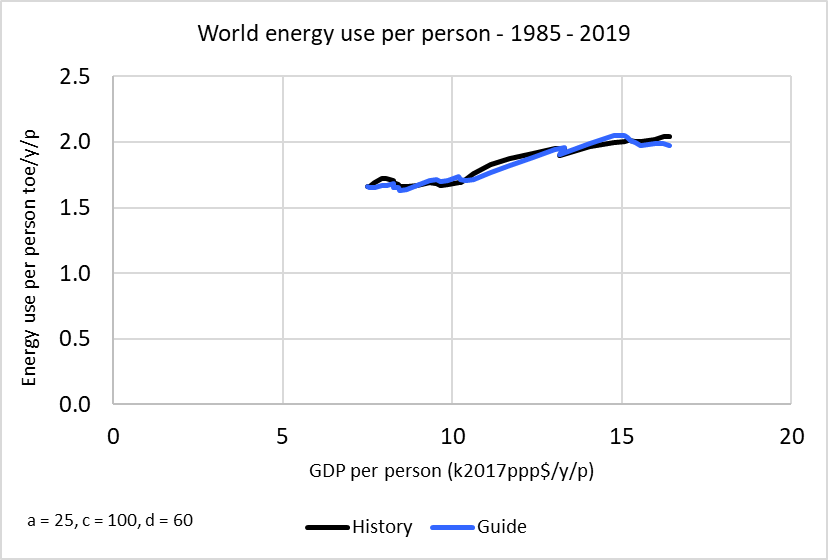 World energy use per person - 1985 - 2019
Energy use per person toe/y/p
2.5
2.0
1.5
1.0
0.5
0.0
0 5 10 15 20
GDP per person (k2017ppp$/y/p)
a = 25, c = 100, d = 60
History Guide